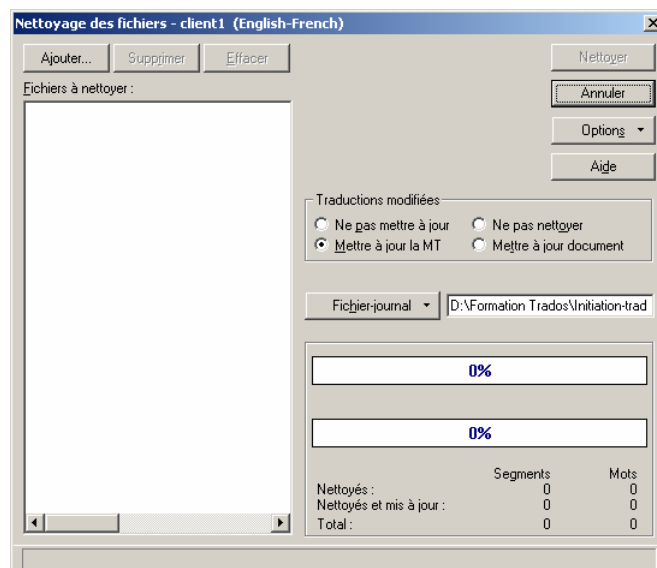 Nettoyage des fichiers - client1 (English-French)
Ajouter... Supprimer Effacer Nettoyer
Fichiers à nettoyer :
Annuler
Options
Aide
Traductions modifiées
Ne pas mettre à jour Ne pas nettoyer
Mettre à jour la MT Mettre à jour document
Fichier-journal D:\Formation Trados\Initiation-trad
0%
0%
Segments Mots
Nettoyés : 0 0
Nettoyés et mis à jour : 0 0
Total : 0 0